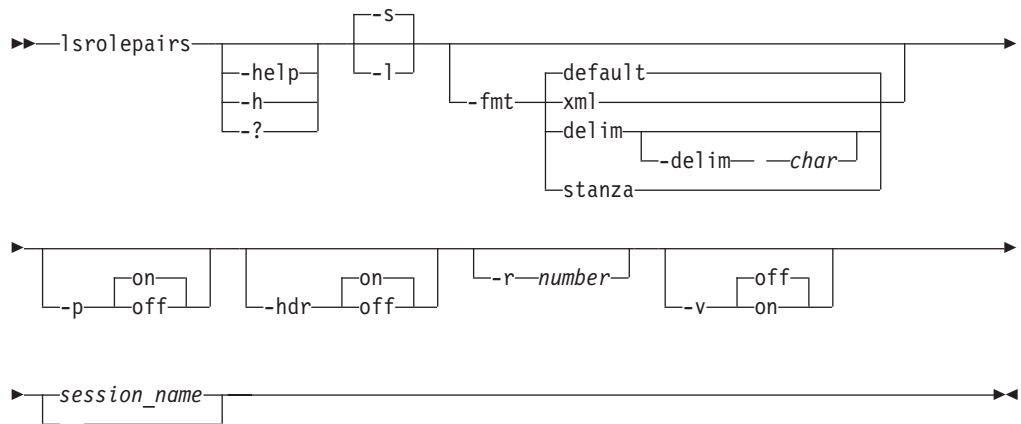 -s
lsrolepairs
-help
-h
-?
-l
-fmt
default
xml
delim
-delim char
stanza
-p
on
off
-hdr
on
off
-r number
-v
off
on
session_name